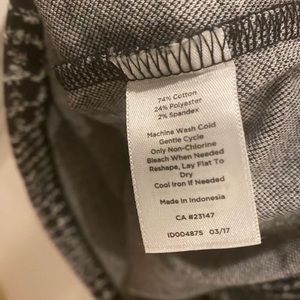 74% Cotton
24% Polyester
2% Spandex
Machine Wash Cold
Gentle Cycle
Only Non-Chlorine
Bleach When Needed
Reshape, Lay Flat To
Dry
Cool Iron If Needed
Made In Indonesia
CA #23147
ID004875 03/17